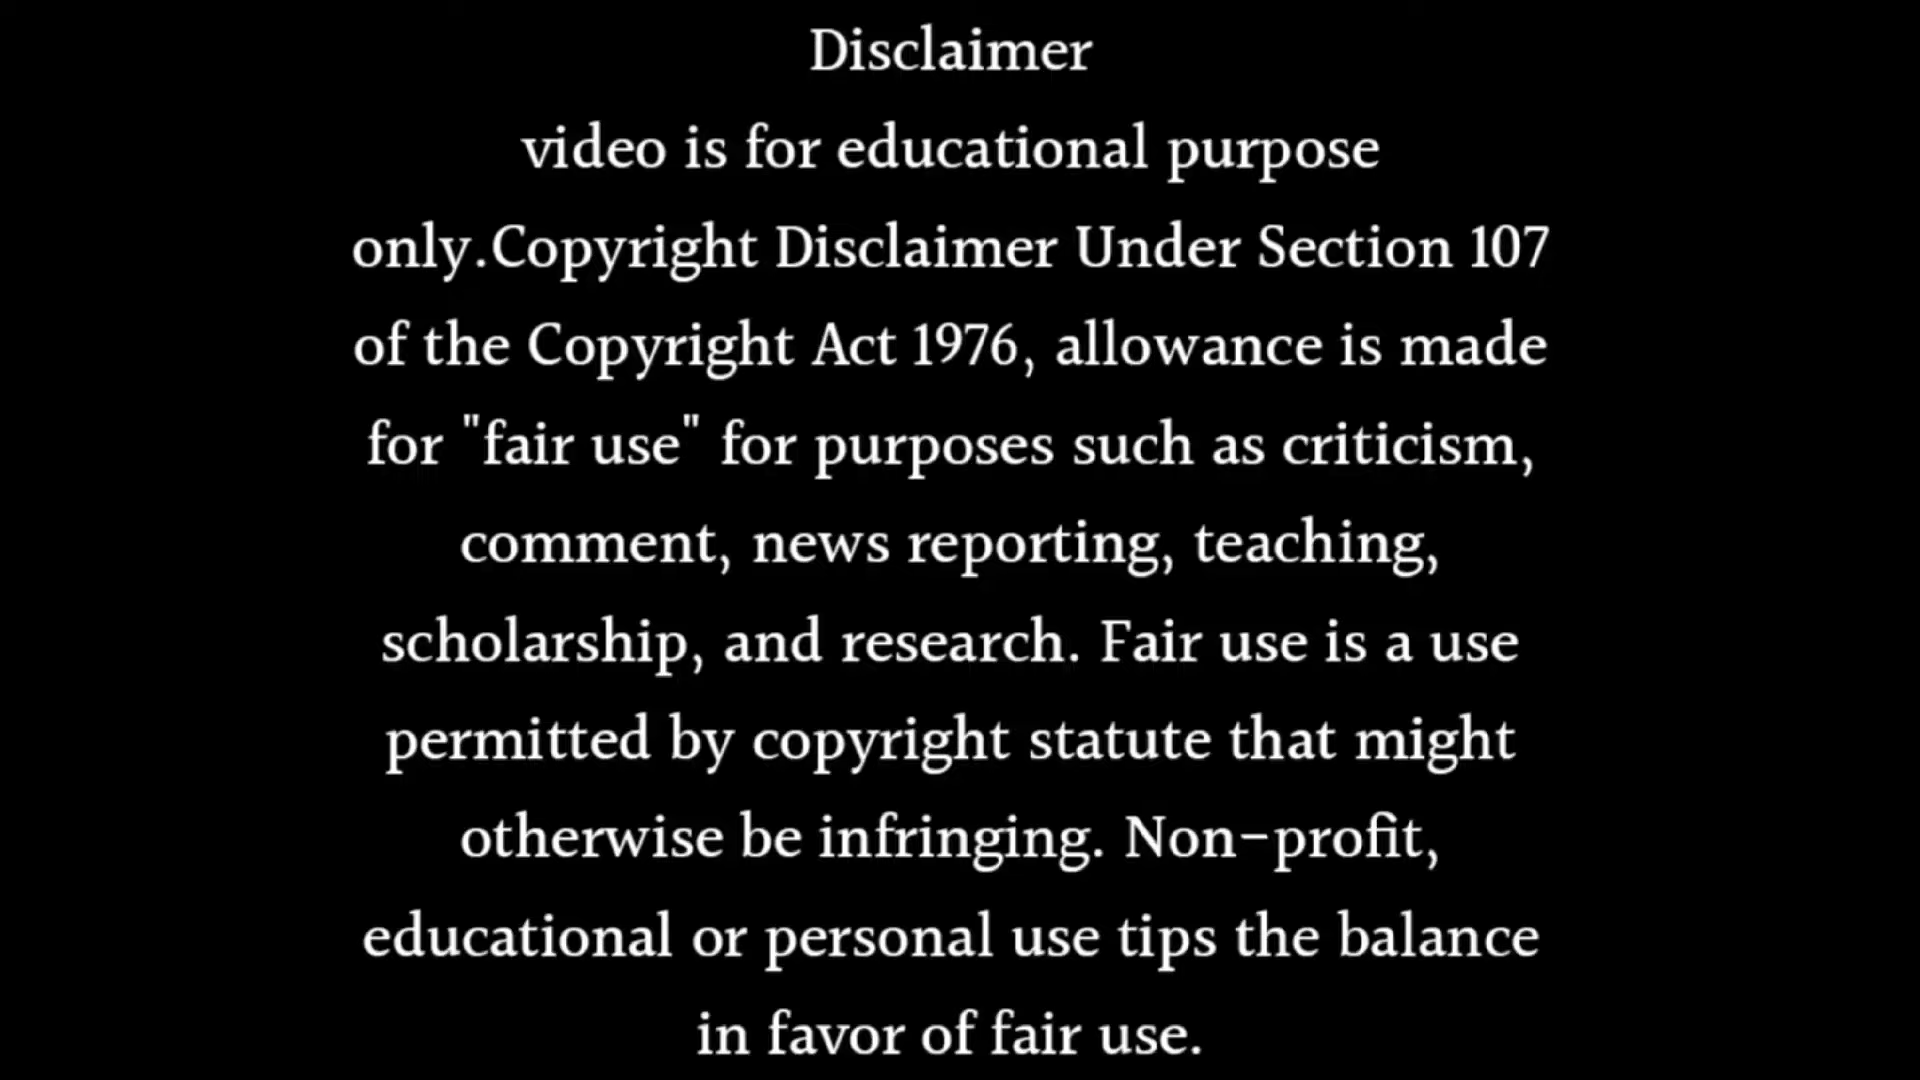 Disclaimer
video is for educational purpose
only.Copyright Disclaimer Under Section 107
of the Copyright Act 1976, allowance is made
for "fair use" for purposes such as criticism,
comment, news reporting, teaching,
scholarship, and research. Fair use is a use
permitted by copyright statute that might
otherwise be infringing. Non-profit,
educational or personal use tips the balance
in favor of fair use.